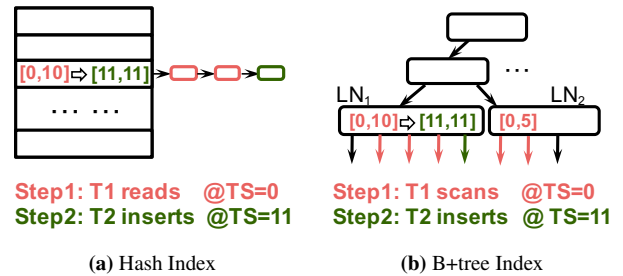 [0,10]⇨[11,11]
... ...
Step1: T1 reads @TS=0
Step2: T2 inserts @TS=11
(a) Hash Index
...
LN1
LN2
[0,10]⇨[11,11]
[0,5]
Step1: T1 scans @TS=0
Step2: T2 inserts @ TS=11
(b) B+tree Index